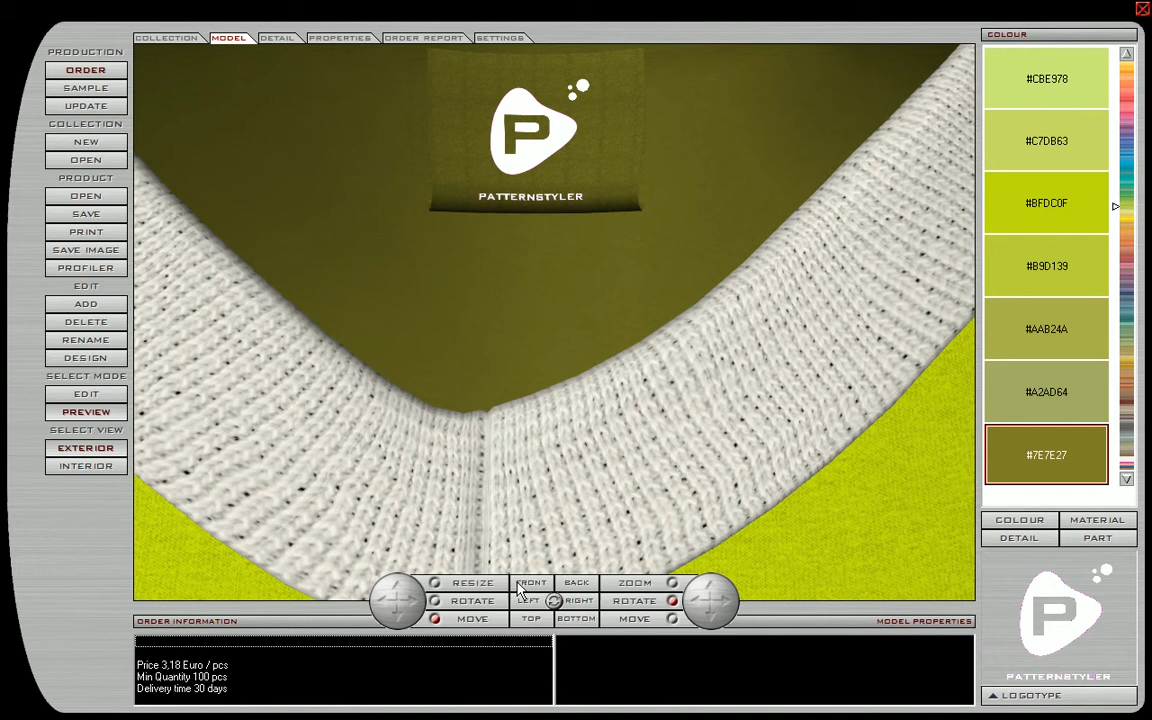 COLLECTION MODEL DETAIL PROPERTIES ORDER REPORT SETTINGS
PRODUCTION
ORDER
SAMPLE
UPDATE
COLLECTION
NEW
OPEN
PRODUCT
OPEN
SAVE
PRINT
SAVE IMAGE
PROFILER
EDIT
ADD
DELETE
RENAME
DESIGN
SELECT MODE
EDIT
PREVIEW
SELECT VIEW
EXTERIOR
INTERIOR
P
PATTERNSTYLER
RESIZE FRONT BACK ZOOM
ROTATE LEFT RIGHT ROTATE
MOVE TOP BOTTOM MOVE
ORDER INFORMATION MODEL PROPERTIES
Price 3,18 Euro / pcs
Min Quantity 100 pcs
Delivery time 30 days
COLOUR
#CBE978
#C7DB63
#BFDC0F
#B9D139
#AAB24A
#A2AD64
#7E7E27
COLOUR MATERIAL
DETAIL PART
P
PATTERNSTYLER
LOGOTYPE